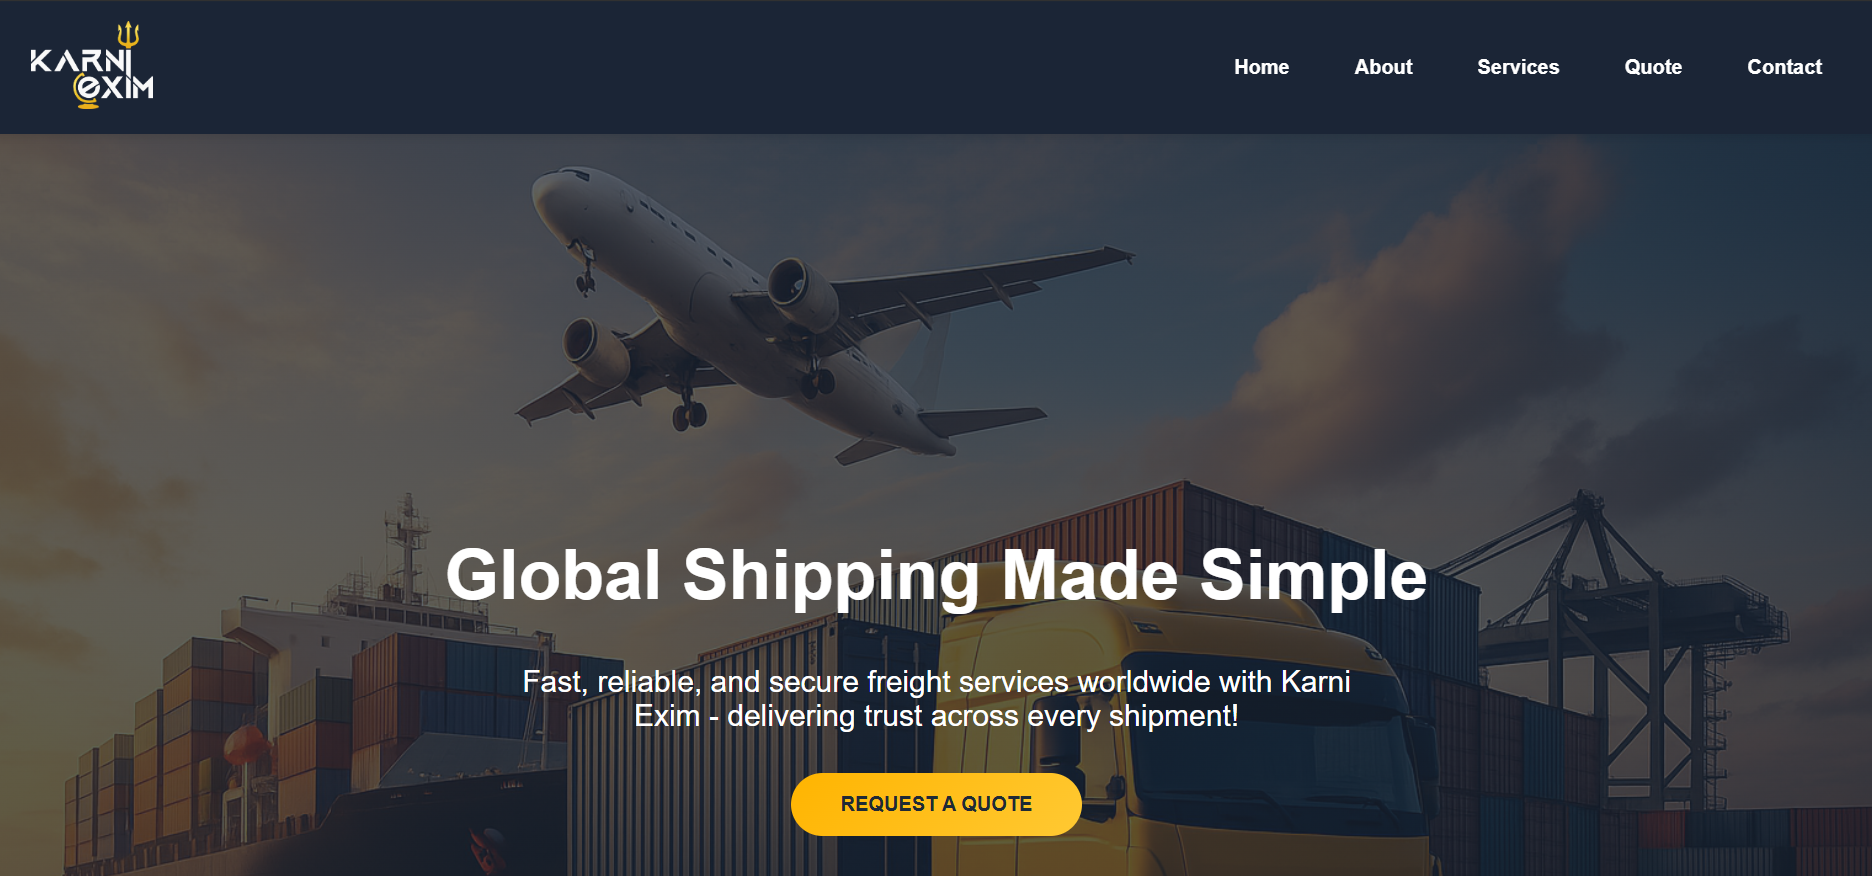 KARNI
EXIM
Home
About
Services
Quote
Contact
Global Shipping Made Simple
Fast, reliable, and secure freight services worldwide with Karni
Exim - delivering trust across every shipment!
REQUEST A QUOTE